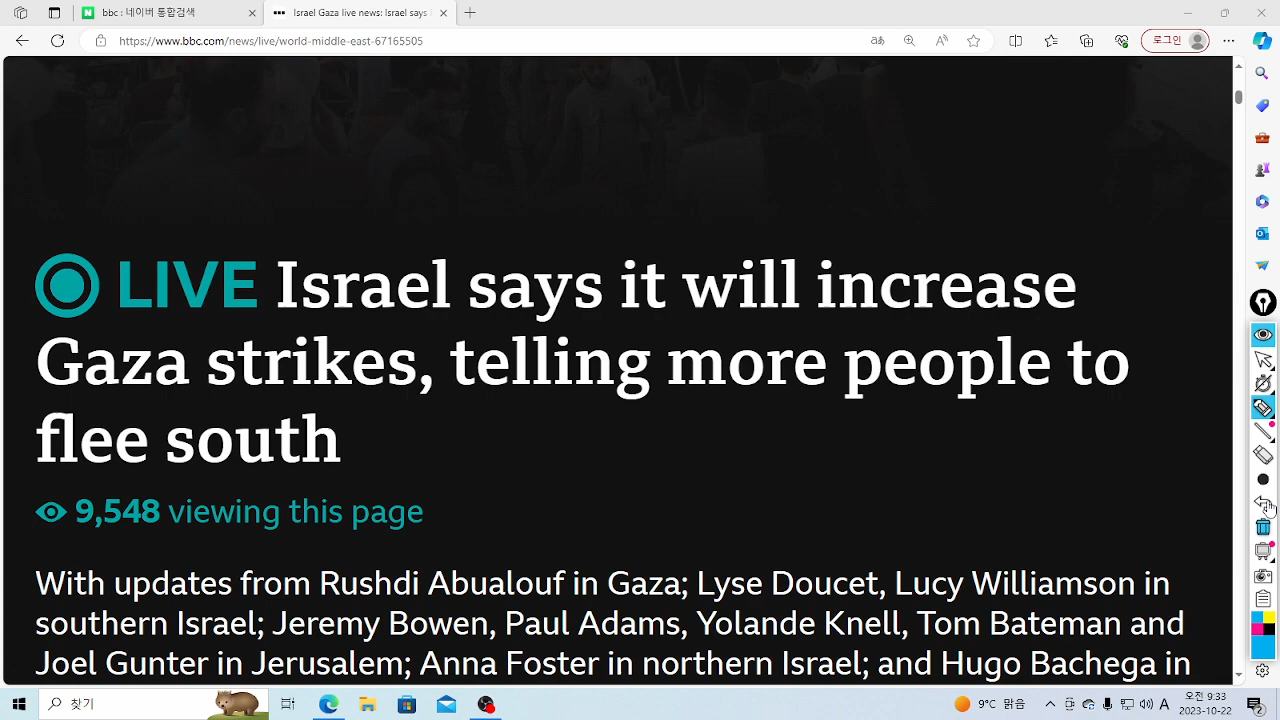 bbc : 네이버 통합검색
Israel Gaza live news: Israel says
https://www.bbc.com/news/live/world-middle-east-67165505
로그인
LIVE Israel says it will increase
Gaza strikes, telling more people to
flee south
9,548 viewing this page
With updates from Rushdi Abualouf in Gaza; Lyse Doucet, Lucy Williamson in
southern Israel; Jeremy Bowen, Paul Adams, Yolande Knell, Tom Bateman and
Joel Gunter in Jerusalem; Anna Foster in northern Israel; and Hugo Bachega in
찾기
9°C 맑음
A
오전 9:33
2023-10-22
2